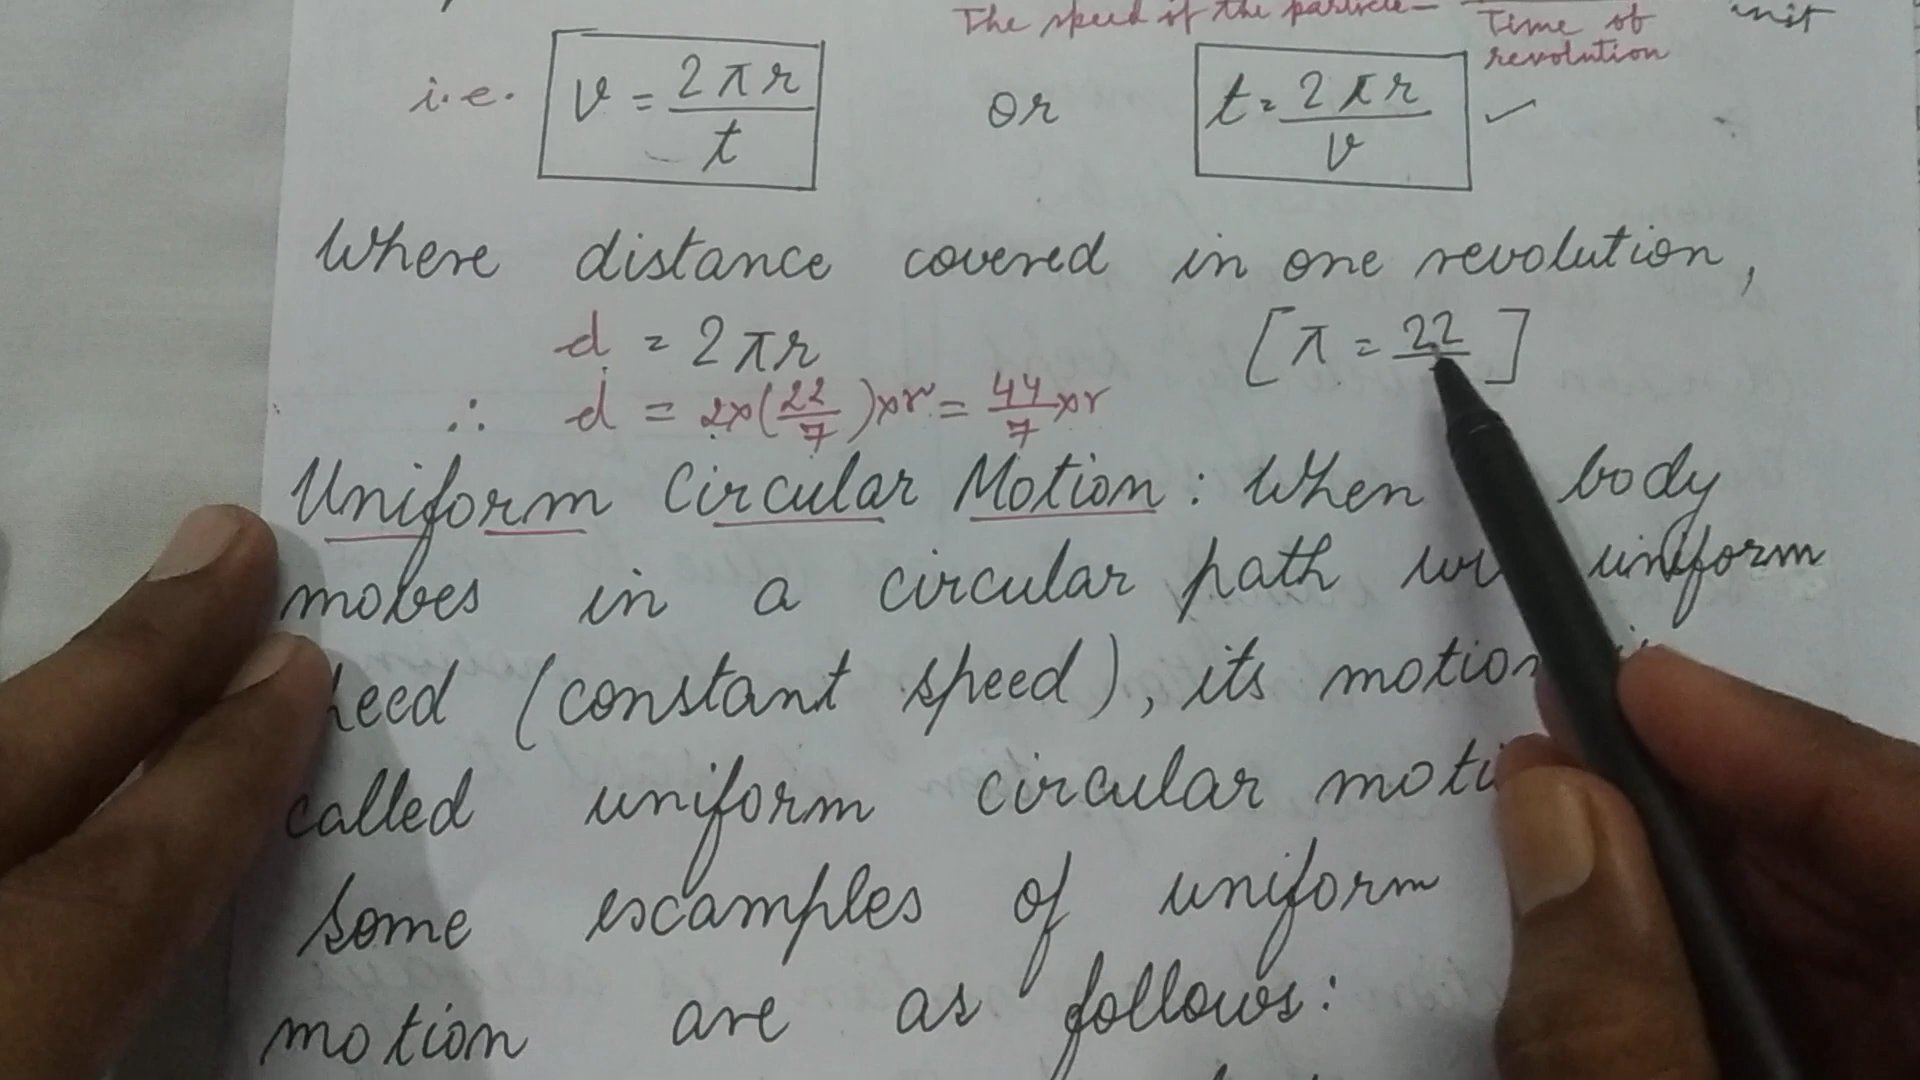 The speed of the particle = Time of revolution unit
i.e. v = 2πr/t or t = 2πr/v ✓
Where distance covered in one revolution,
d = 2πr [π = 22]
∴ d = 2×(22/7)×r = 44/7×r
Uniform Circular Motion : When body
moves in a circular path uniform
(constant speed), its motion
called uniform circular
Some examples of uniform
motion are as follows: